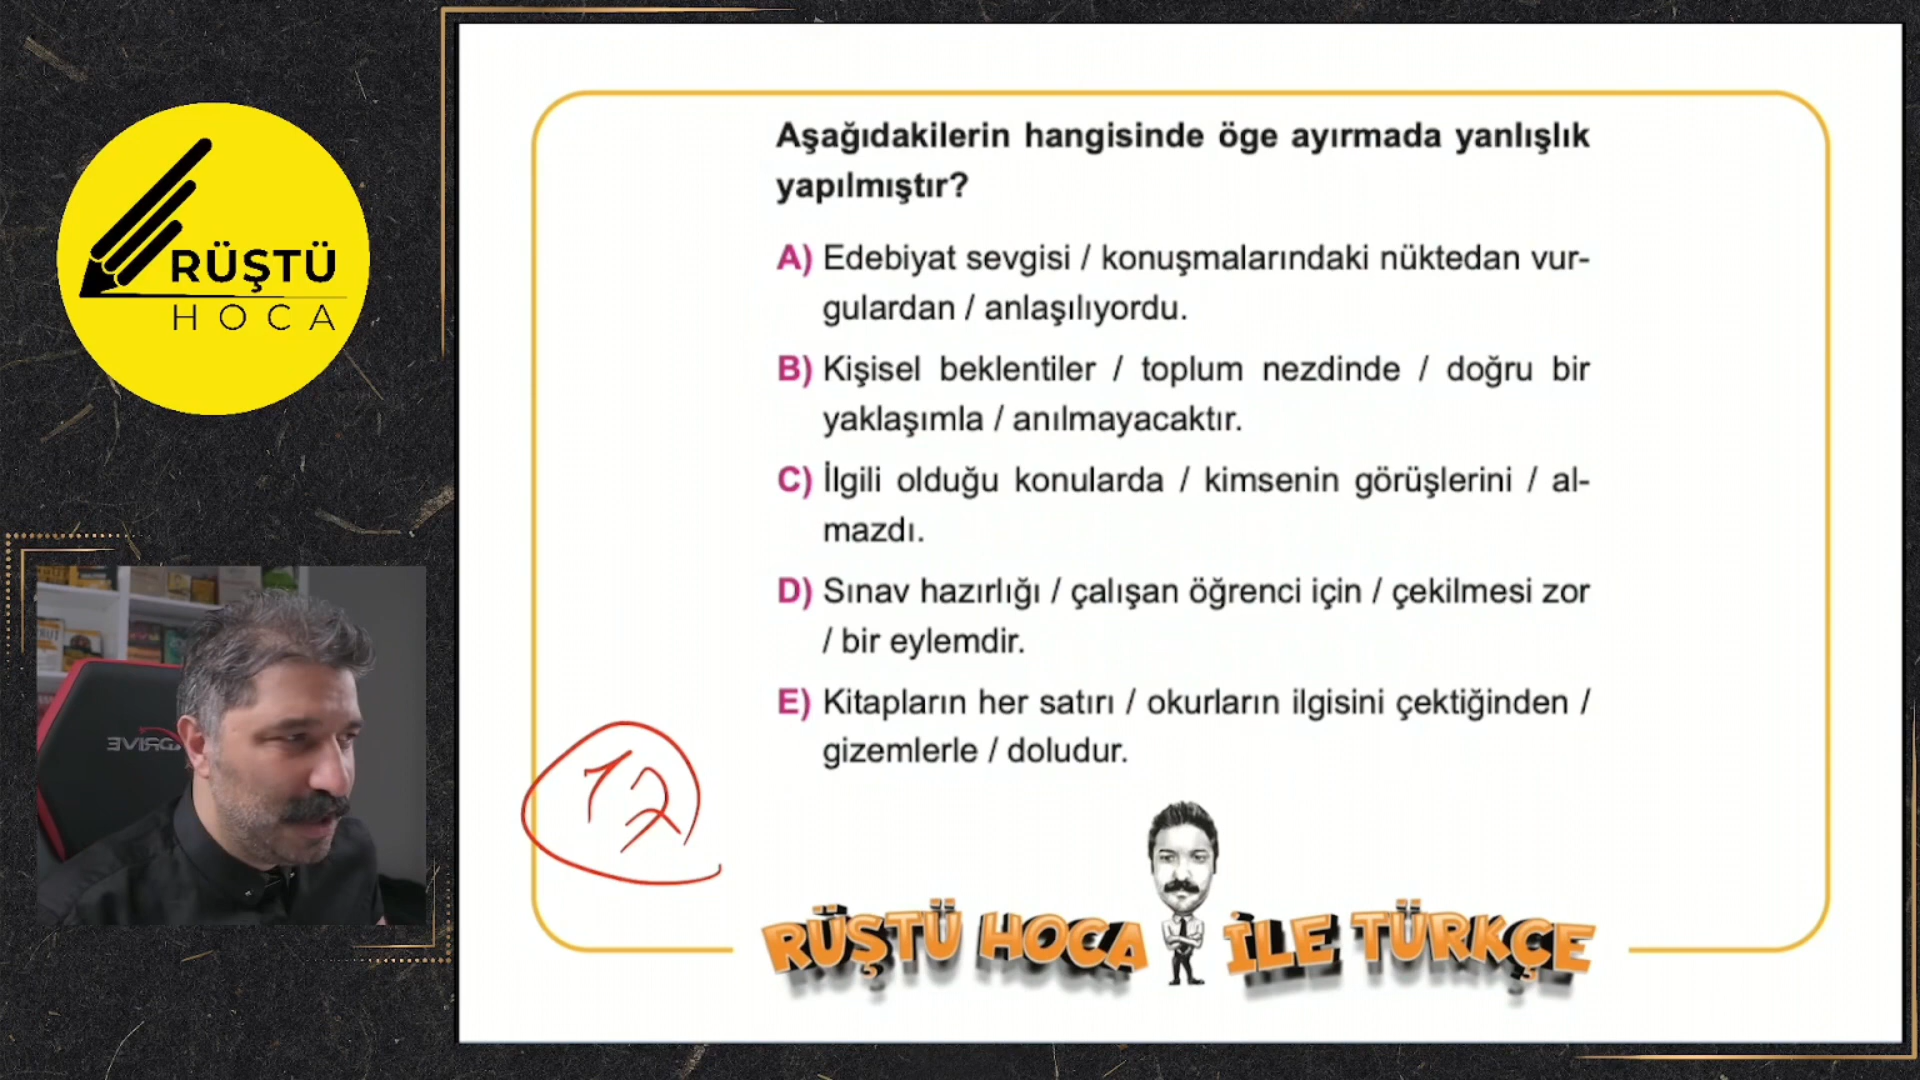 RÜŞTÜ
HOCA
Aşağıdakilerin hangisinde öge ayırmada yanlışlık
yapılmıştır?
A) Edebiyat sevgisi / konuşmalarındaki nüktedan vur-
gulardan / anlaşılıyordu.
B) Kişisel beklentiler / toplum nezdinde / doğru bir
yaklaşımla / anılmayacaktır.
C) İlgili olduğu konularda / kimsenin görüşlerini / al-
mazdı.
D) Sınav hazırlığı / çalışan öğrenci için / çekilmesi zor
/ bir eylemdir.
E) Kitapların her satırı / okurların ilgisini çektiğinden /
gizemlerle / doludur.
12
RÜŞTÜ HOCA İLE TÜRKÇE